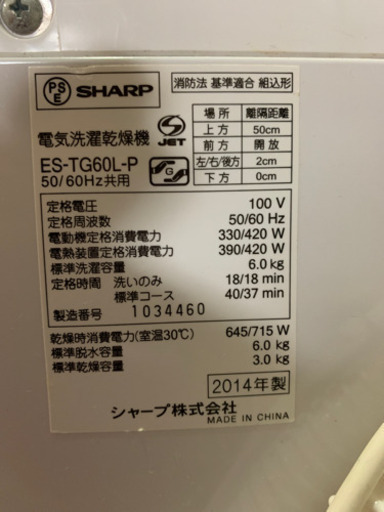 PS
E
SHARP
消防法 基準適合 組込形
場所 離隔距離
上方 50cm
前方 開放
左/右/後方 2cm
下方 0cm
電気洗濯乾燥機
S
JET
ES-TG60L-P
G
50/60Hz共用
定格電圧 100 V
定格周波数 50/60 Hz
電動機定格消費電力 330/420 W
電熱装置定格消費電力 390/420 W
標準洗濯容量 6.0 kg
定格時間 洗いのみ 18/18 min
標準コース 40/37 min
製造番号 1034460
乾燥時消費電力(室温30℃) 645/715 W
標準脱水容量 6.0 kg
標準乾燥容量 3.0 kg
2014年製
シャープ株式会社
MADE IN CHINA